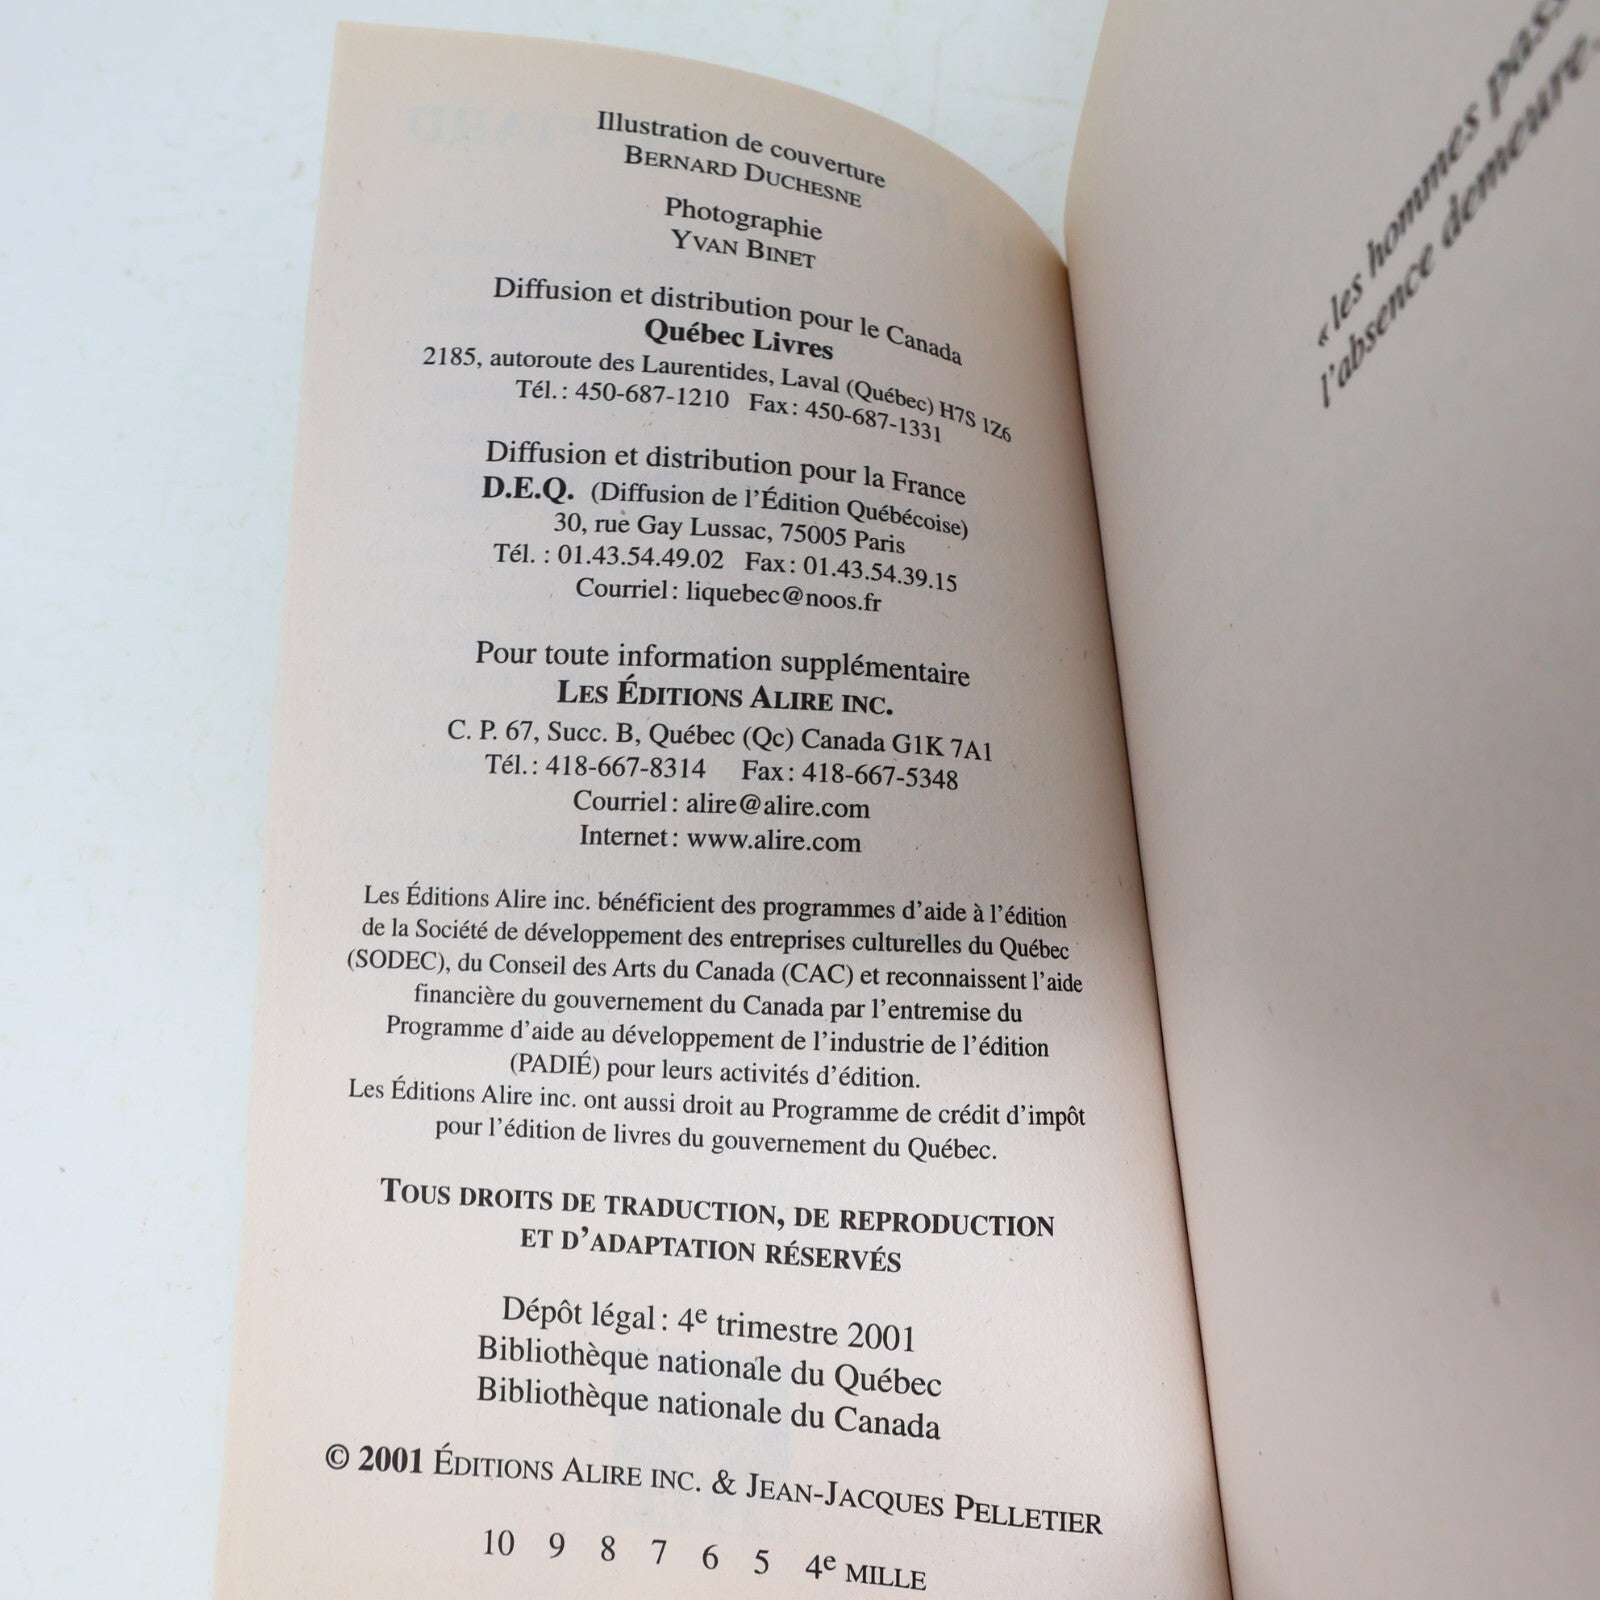 Illustration de couverture
BERNARD DUCHESNE
Photographie
YVAN BINET
Diffusion et distribution pour le Canada
Québec Livres
2185, autoroute des Laurentides, Laval (Québec) H7S 1Z6
Tél.: 450-687-1210 Fax: 450-687-1331
Diffusion et distribution pour la France
D.E.Q. (Diffusion de l'Édition Québécoise)
30, rue Gay Lussac, 75005 Paris
Tél. : 01.43.54.49.02 Fax: 01.43.54.39.15
Courriel: liquebec@noos.fr
Pour toute information supplémentaire
LES ÉDITIONS ALIRE INC.
C. P. 67, Succ. B, Québec (Qc) Canada G1K 7A1
Tél.: 418-667-8314 Fax: 418-667-5348
Courriel: alire@alire.com
Internet: www.alire.com
Les Éditions Alire inc. bénéficient des programmes d'aide à l'édition
de la Société de développement des entreprises culturelles du Québec
(SODEC), du Conseil des Arts du Canada (CAC) et reconnaissent l'aide
financière du gouvernement du Canada par l'entremise du
Programme d'aide au développement de l'industrie de l'édition
(PADIÉ) pour leurs activités d'édition.
Les Éditions Alire inc. ont aussi droit au Programme de crédit d'impôt
pour l'édition de livres du gouvernement du Québec.
TOUS DROITS DE TRADUCTION, DE REPRODUCTION
ET D'ADAPTATION RÉSERVÉS
Dépôt légal: 4e trimestre 2001
Bibliothèque nationale du Québec
Bibliothèque nationale du Canada
© 2001 ÉDITIONS ALIRE INC. & JEAN-JACQUES PELLETIER
10 9 8 7 6 5 4e MILLE
« les hommes
l'absence demeure